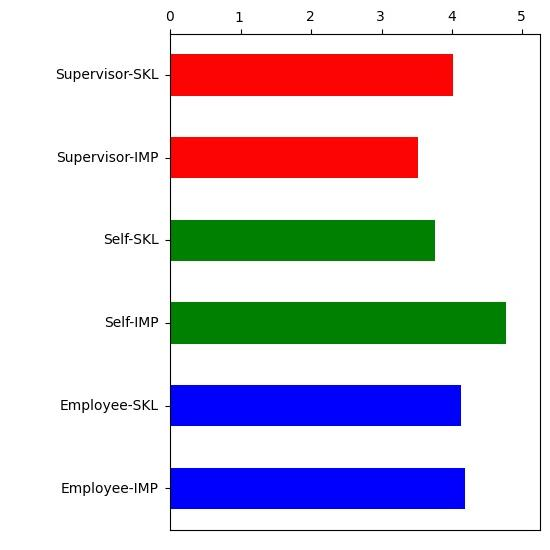 0 1 2 3 4 5
Supervisor-SKL
Supervisor-IMP
Self-SKL
Self-IMP
Employee-SKL
Employee-IMP